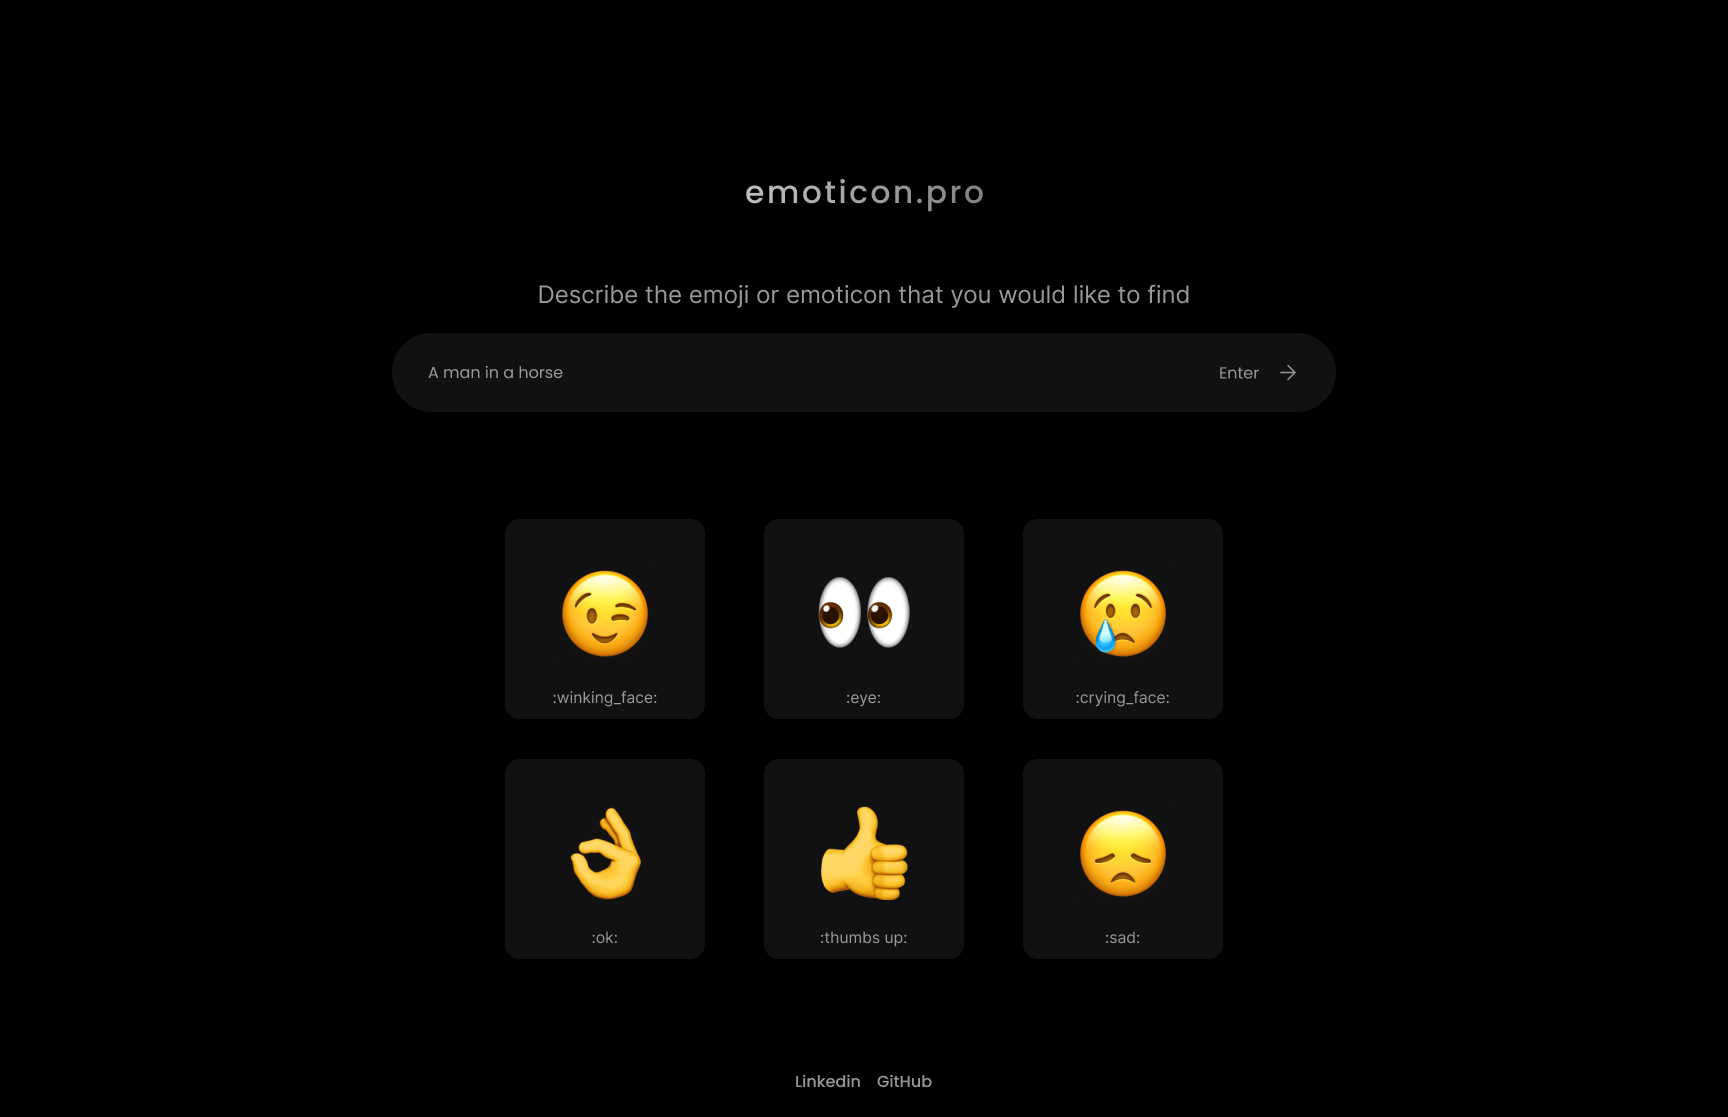 emoticon.pro
Describe the emoji or emoticon that you would like to find
A man in a horse
Enter
:winking_face:
:eye:
:crying_face:
:ok:
:thumbs up:
:sad:
Linkedin
GitHub